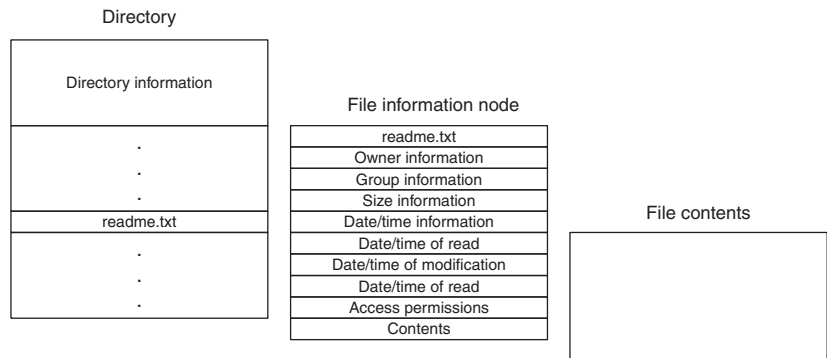 Directory
Directory information
.
.
.
readme.txt
.
.
.
File information node
readme.txt
Owner information
Group information
Size information
Date/time information
Date/time of read
Date/time of modification
Date/time of read
Access permissions
Contents
File contents